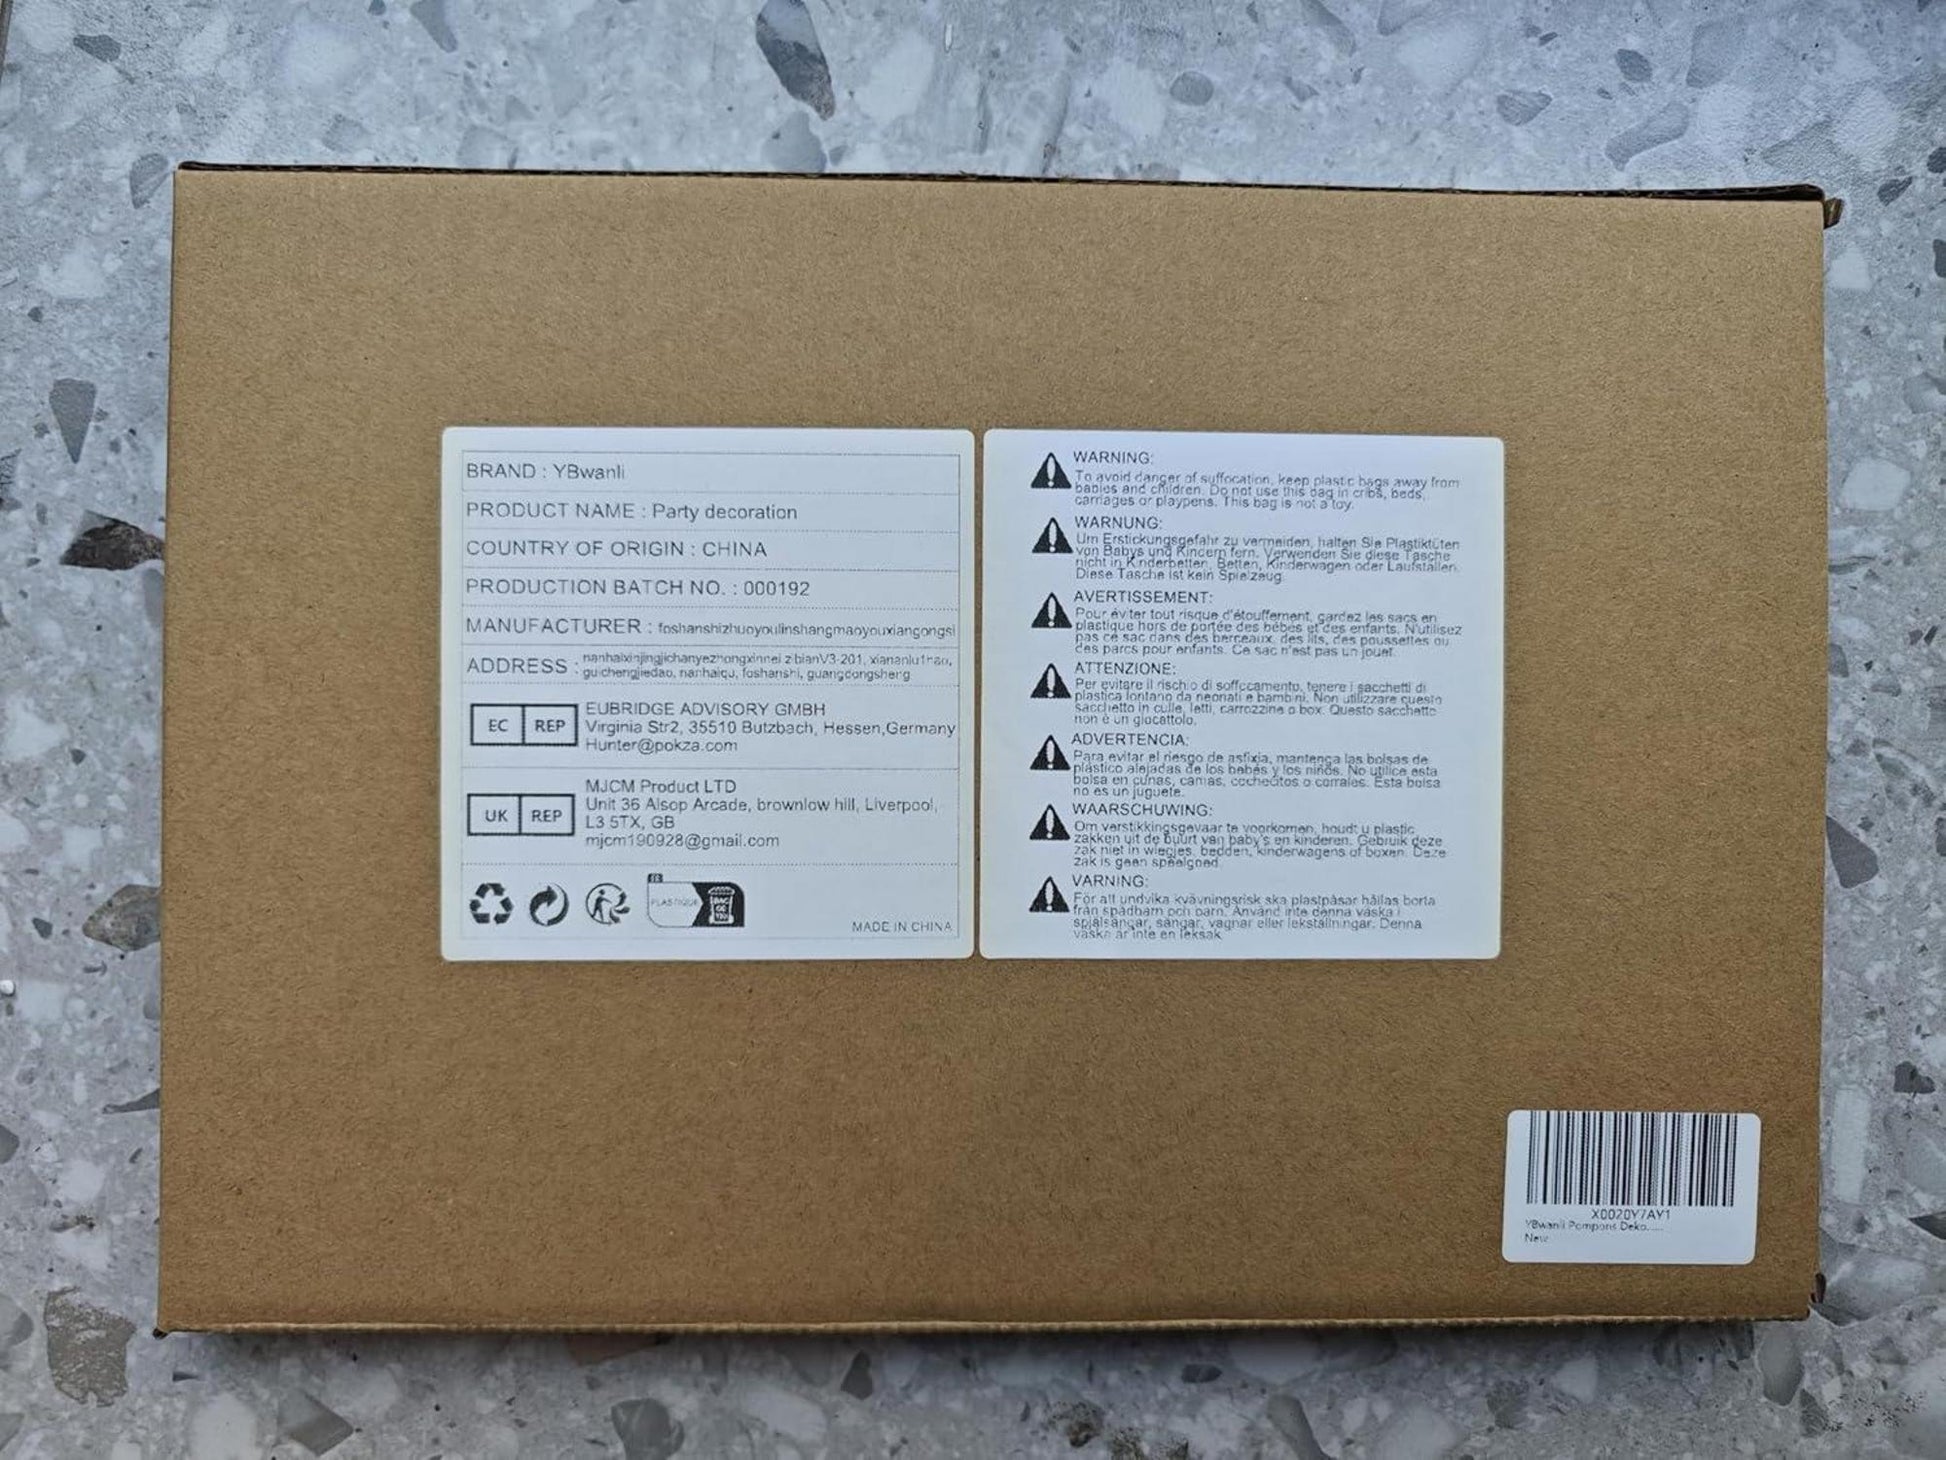 BRAND : YBwanli
PRODUCT NAME : Party decoration
COUNTRY OF ORIGIN : CHINA
PRODUCTION BATCH NO. : 000192
MANUFACTURER : foshanshizhuoyoulinshangmaoyouxiangongsi
ADDRESS : nanhaixinjingjichanyezhongxinnei zibianV3-201, xiananlu1hao,
guichengjiedao, nanhaiqu, foshanshi, guangdongsheng
EC REP
EUBRIDGE ADVISORY GMBH
Virginia Str2, 35510 Butzbach, Hessen,Germany
Hunter@pokza.com
UK REP
MJCM Product LTD
Unit 36 Alsop Arcade, brownlow hill, Liverpool,
L3 5TX, GB
mjcm190928@gmail.com
PLASTIQUE
BAC
DE
TRI
MADE IN CHINA
WARNING:
To avoid danger of suffocation, keep plastic bags away from
babies and children. Do not use this bag in cribs, beds,
carriages or playpens. This bag is not a toy.
WARNUNG:
Um Erstickungsgefahr zu vermeiden, halten Sie Plastiktüten
von Babys und Kindern fern. Verwenden Sie diese Tasche
nicht in Kinderbetten, Betten, Kinderwagen oder Laufställen.
Diese Tasche ist kein Spielzeug.
AVERTISSEMENT:
Pour éviter tout risque d'étouffement, gardez les sacs en
plastique hors de portée des bébés et des enfants. N'utilisez
pas ce sac dans des berceaux, des lits, des poussettes ou
des parcs pour enfants. Ce sac n'est pas un jouet.
ATTENZIONE:
Per evitare il rischio di soffocamento, tenere i sacchetti di
plastica lontano da neonati e bambini. Non utilizzare questo
sacchetto in culle, letti, carrozzine o box. Questo sacchetto
non è un giocattolo.
ADVERTENCIA:
Para evitar el riesgo de asfixia, mantenga las bolsas de
plástico alejadas de los bebés y los niños. No utilice esta
bolsa en cunas, camas, cochecitos o corrales. Esta bolsa
no es un juguete.
WAARSCHUWING:
Om verstikkingsgevaar te voorkomen, houdt u plastic
zakken uit de buurt van baby's en kinderen. Gebruik deze
zak niet in wiegjes, bedden, kinderwagens of boxen. Deze
zak is geen speelgoed.
VARNING:
För att undvika kvävningsrisk ska plastpåsar hållas borta
från spädbarn och barn. Använd inte denna väska i
spjälsängar, sängar, vagnar eller lekställningar. Denna
väska är inte en leksak
X0020Y7AY1
YBwanli Pompons Deko......
New